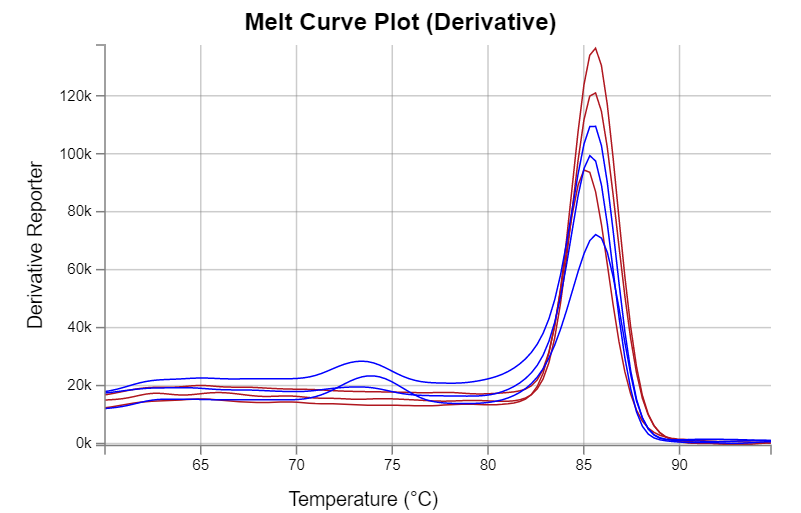 Melt Curve Plot (Derivative)
Derivative Reporter
120k
100k
80k
60k
40k
20k
0k
65 70 75 80 85 90
Temperature (°C)